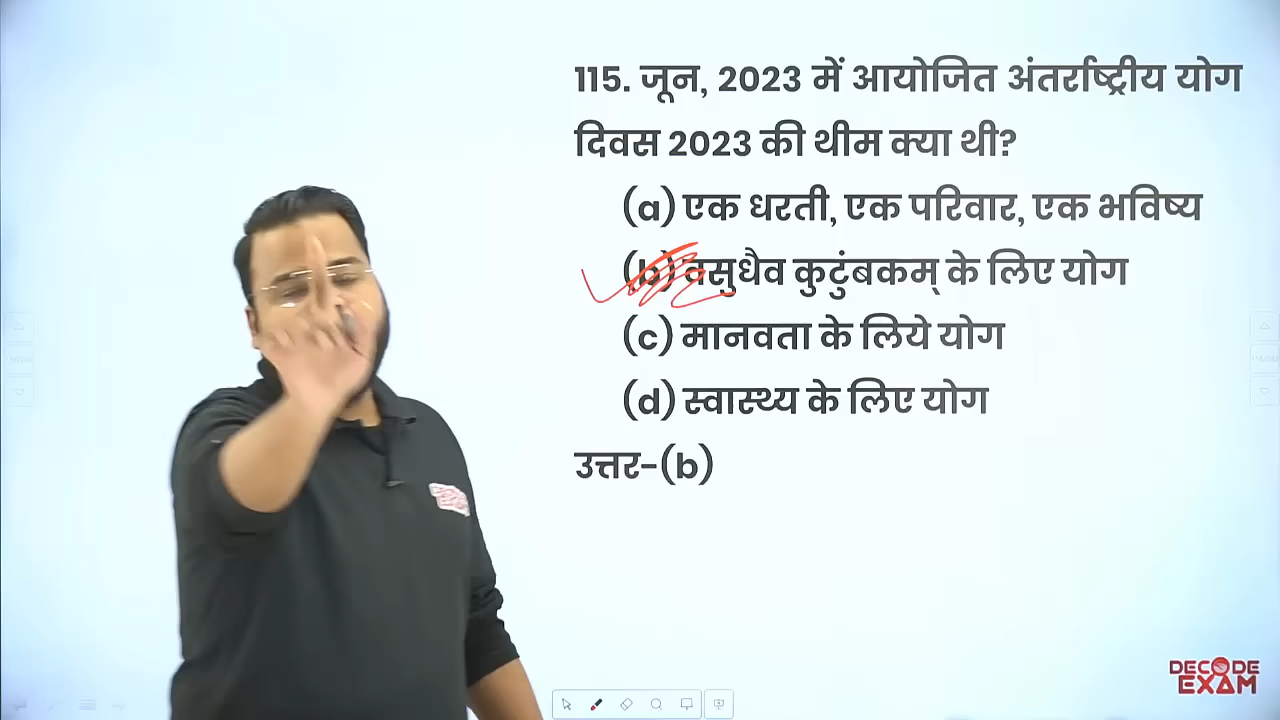 115. जून, 2023 में आयोजित अंतर्राष्ट्रीय योग
दिवस 2023 की थीम क्या थी?
(a) एक धरती, एक परिवार, एक भविष्य
(b) वसुधैव कुटुंबकम् के लिए योग
(c) मानवता के लिये योग
(d) स्वास्थ्य के लिए योग
उत्तर-(b)
DECODE
EXAM